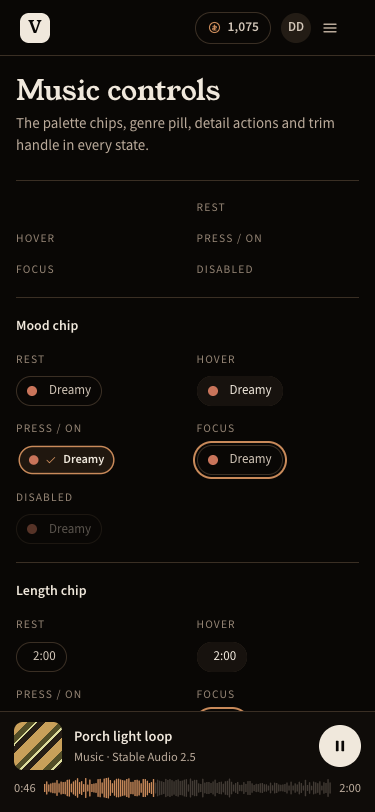 V
1,075
DD
Music controls
The palette chips, genre pill, detail actions and trim
handle in every state.
REST
HOVER
PRESS / ON
FOCUS
DISABLED
Mood chip
REST
HOVER
Dreamy
Dreamy
PRESS / ON
FOCUS
Dreamy
Dreamy
DISABLED
Dreamy
Length chip
REST
HOVER
2:00
2:00
PRESS / ON
FOCUS
Porch light loop
Music · Stable Audio 2.5
0:46
2:00